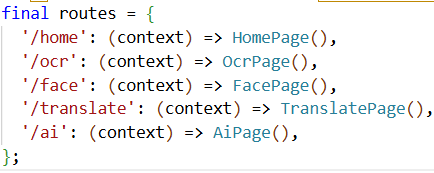 final routes = {
  '/home': (context) => HomePage(),
  '/ocr': (context) => OcrPage(),
  '/face': (context) => FacePage(),
  '/translate': (context) => TranslatePage(),
  '/ai': (context) => AiPage(),
};